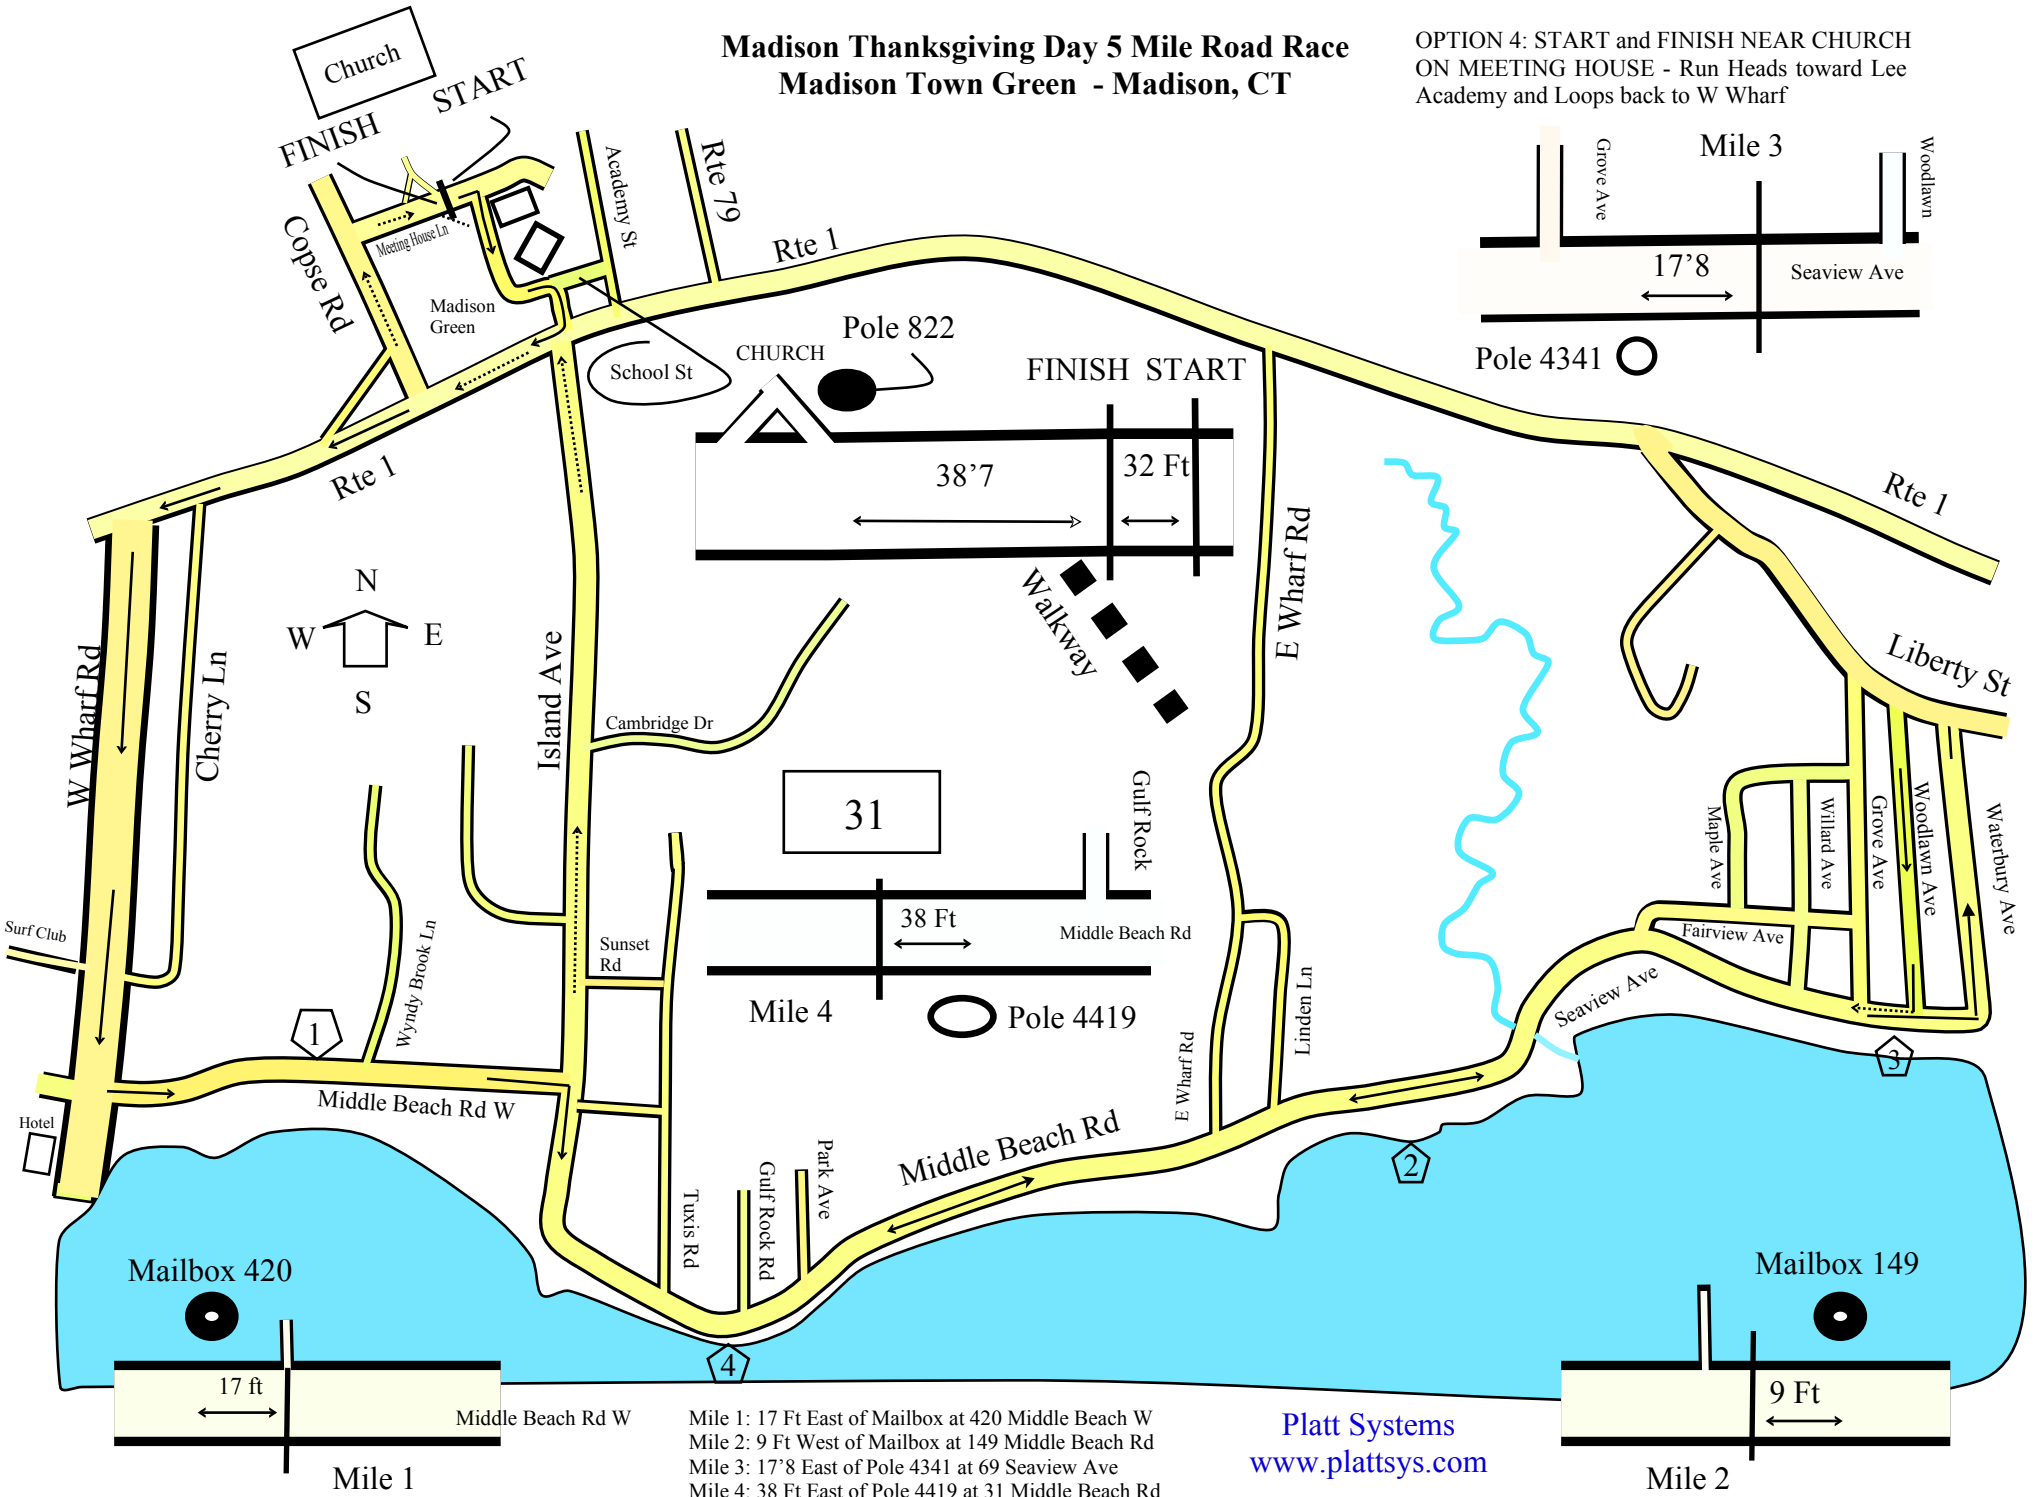 Madison Thanksgiving Day 5 Mile Road Race
Madison Town Green - Madison, CT
OPTION 4: START and FINISH NEAR CHURCH
ON MEETING HOUSE - Run Heads toward Lee
Academy and Loops back to W Wharf
Church
START
FINISH
Academy St
Rte 79
Rte 1
Copse Rd
Meeting House Ln
Madison
Green
School St
Rte 1
Mile 3
Grove Ave
Woodlawn
17’8
Seaview Ave
Pole 4341
CHURCH
Pole 822
FINISH START
38’7
32 Ft
Walkway
Rte 1
N
W E
S
W Wharf Rd
Cherry Ln
Island Ave
Cambridge Dr
E Wharf Rd
Liberty St
Maple Ave
Willard Ave
Grove Ave
Woodlawn Ave
Waterbury Ave
Fairview Ave
Seaview Ave
31
Gulf Rock
38 Ft
Middle Beach Rd
Mile 4
Pole 4419
Surf Club
Wyndy Brook Ln
Sunset
Rd
E Wharf Rd
Linden Ln
1
Middle Beach Rd W
Hotel
Middle Beach Rd
2
3
Tuxis Rd
Gulf Rock Rd
Park Ave
4
Mailbox 420
17 ft
Middle Beach Rd W
Mile 1
Mailbox 149
9 Ft
Mile 2
Mile 1: 17 Ft East of Mailbox at 420 Middle Beach W
Mile 2: 9 Ft West of Mailbox at 149 Middle Beach Rd
Mile 3: 17’8 East of Pole 4341 at 69 Seaview Ave
Mile 4: 38 Ft East of Pole 4419 at 31 Middle Beach Rd
Platt Systems
www.plattsys.com